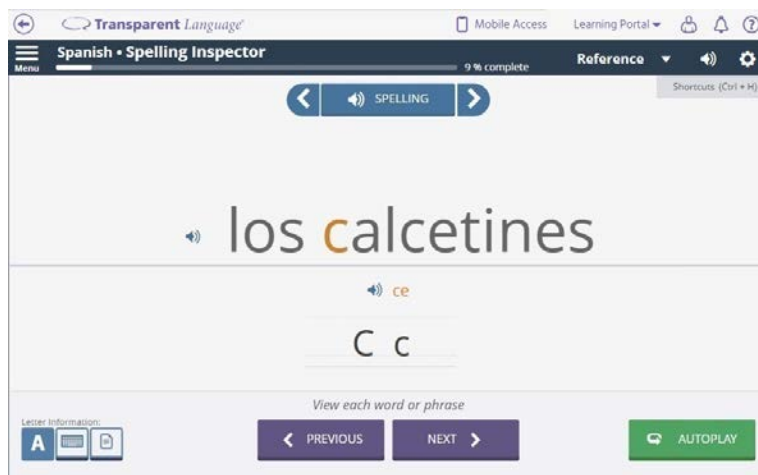 Transparent Language Mobile Access Learning Portal
Menu Spanish • Spelling Inspector 9 % complete Reference
Shortcuts (Ctrl + H)
SPELLING
los calcetines
ce
C c
View each word or phrase
Letter Information:
A PREVIOUS NEXT AUTOPLAY